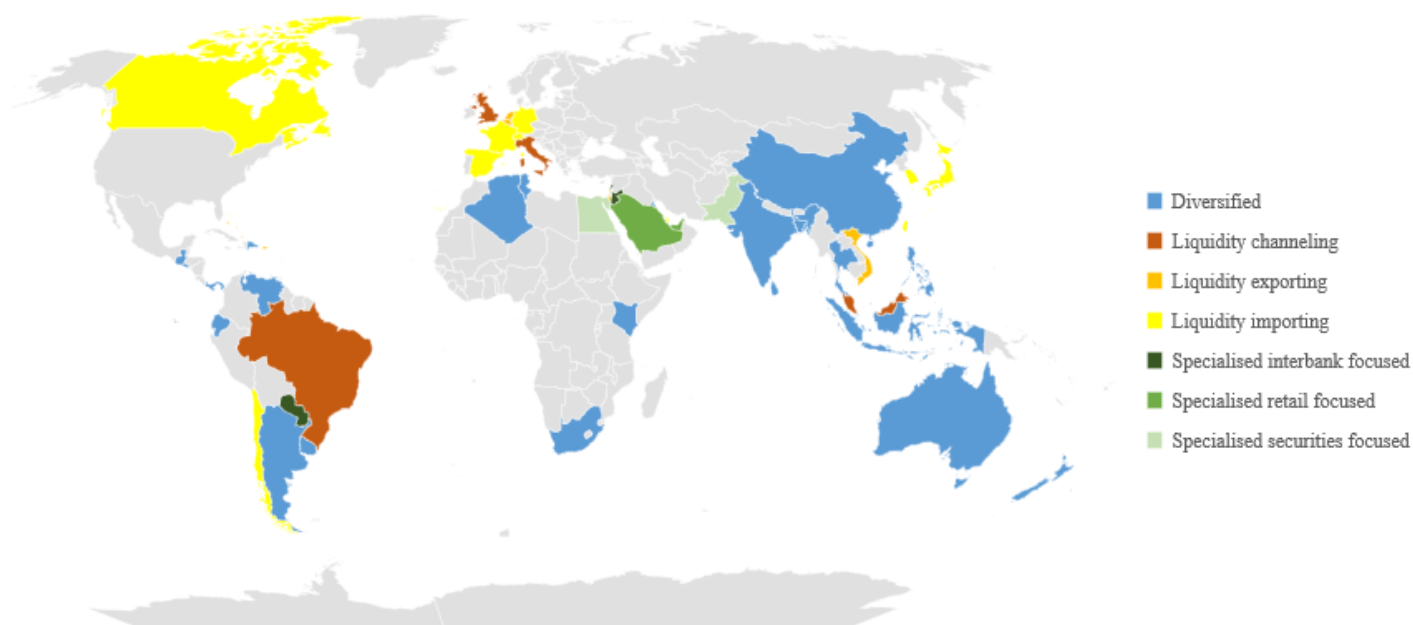 Diversified
Liquidity channeling
Liquidity exporting
Liquidity importing
Specialised interbank focused
Specialised retail focused
Specialised securities focused